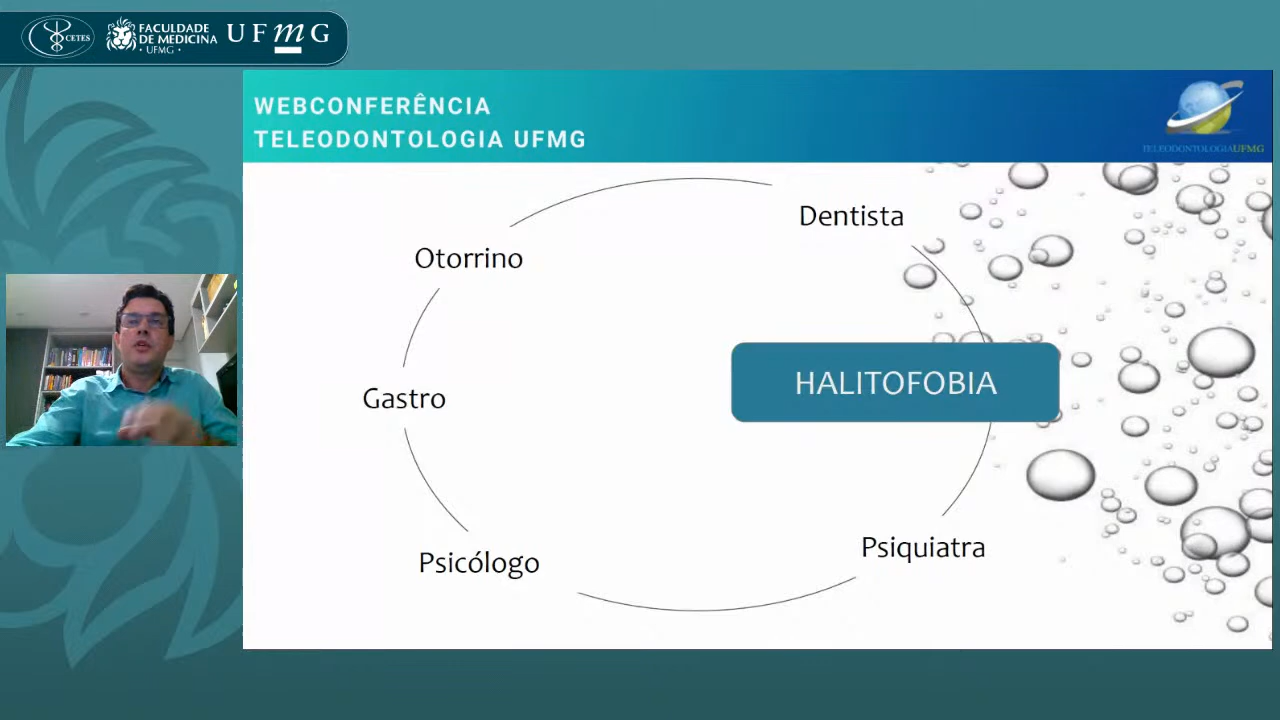 CETES
FACULDADE
DE MEDICINA
• UFMG •
UFmG
WEBCONFERÊNCIA
TELEODONTOLOGIA UFMG
TELEODONTOLOGIAUFMG
Dentista
Otorrino
HALITOFOBIA
Gastro
Psiquiatra
Psicólogo